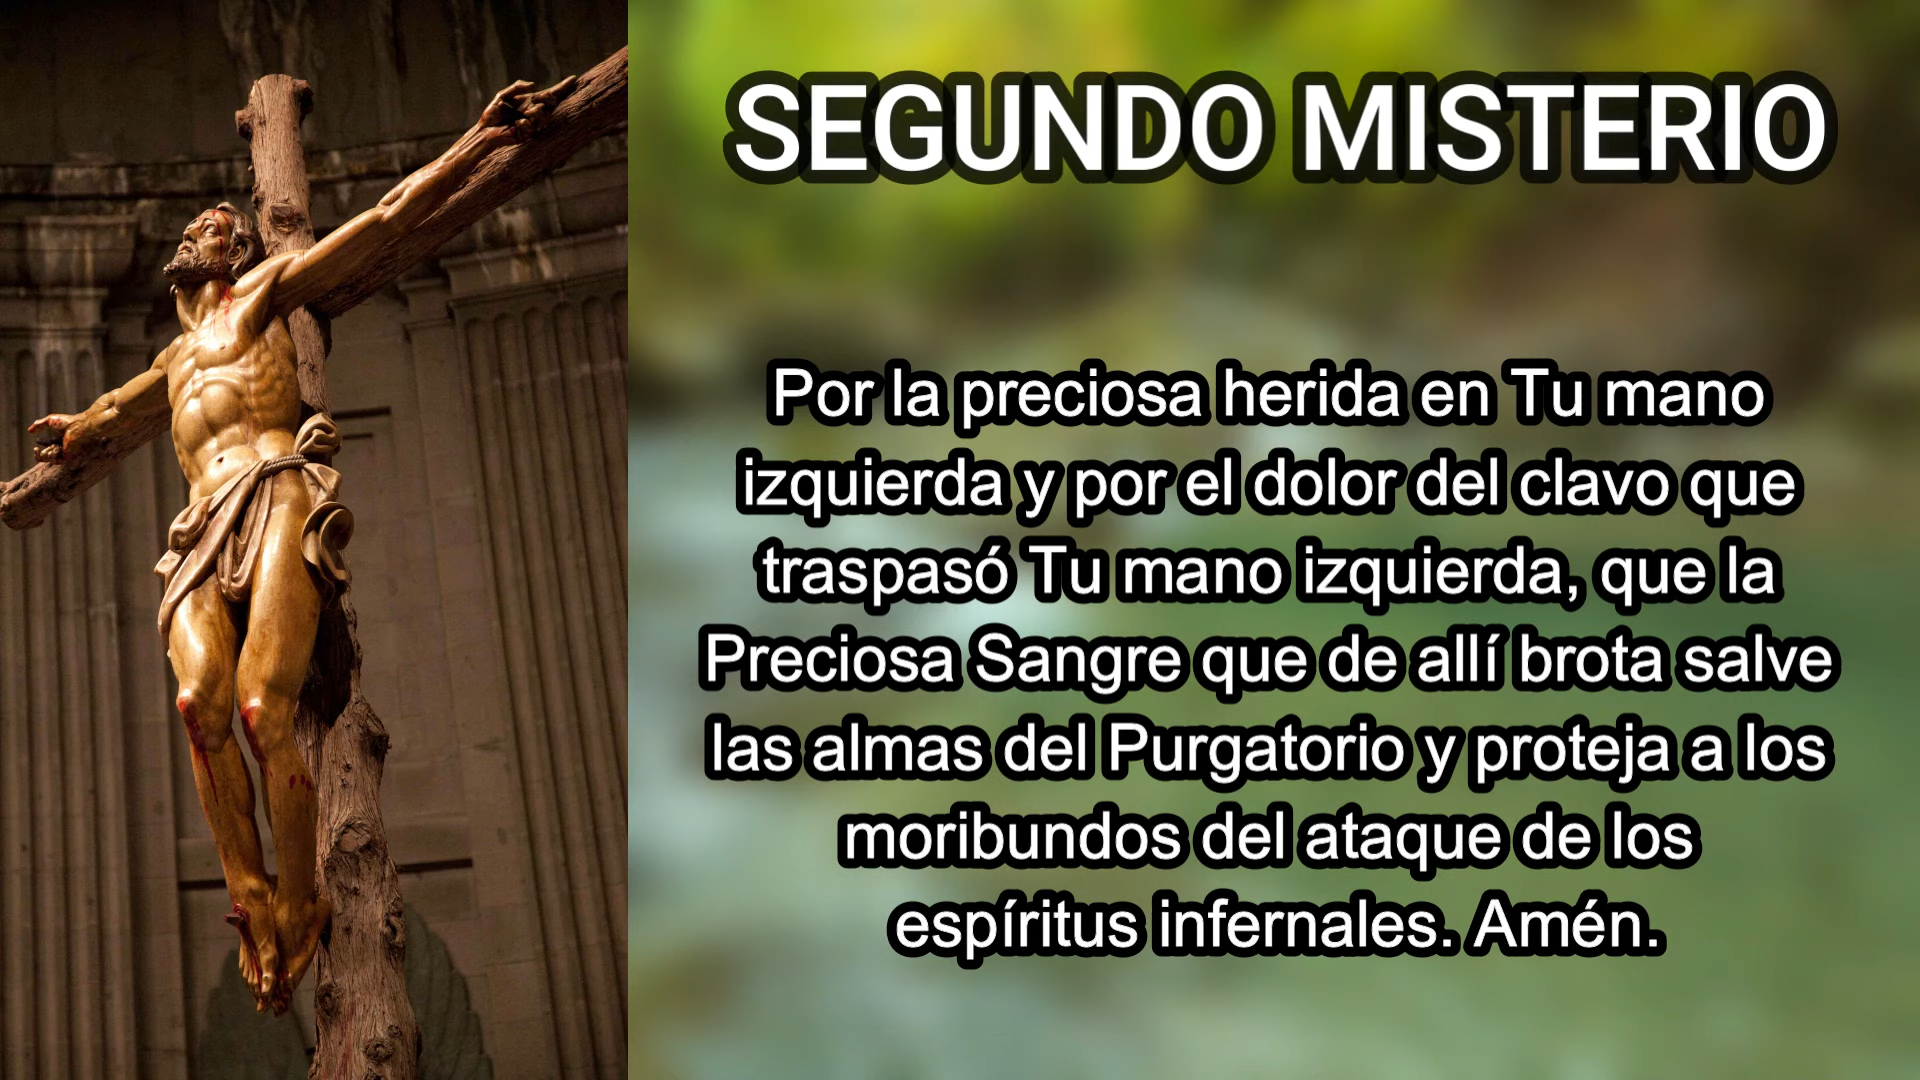 SEGUNDO MISTERIO
Por la preciosa herida en Tu mano
izquierda y por el dolor del clavo que
traspasó Tu mano izquierda, que la
Preciosa Sangre que de allí brota salve
las almas del Purgatorio y proteja a los
moribundos del ataque de los
espíritus infernales. Amén.